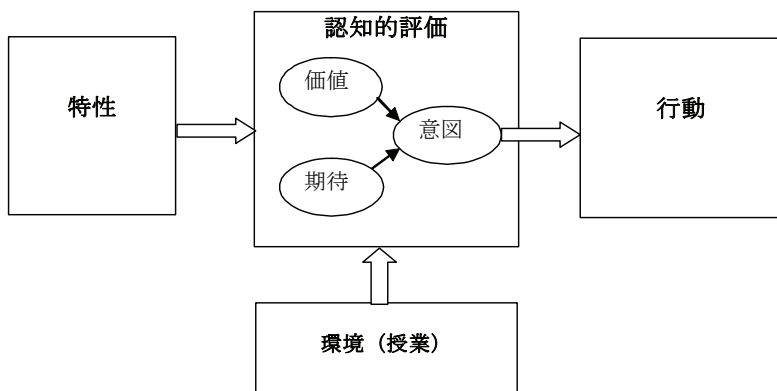 認知的評価
特性
価値
意図
期待
行動
環境（授業）